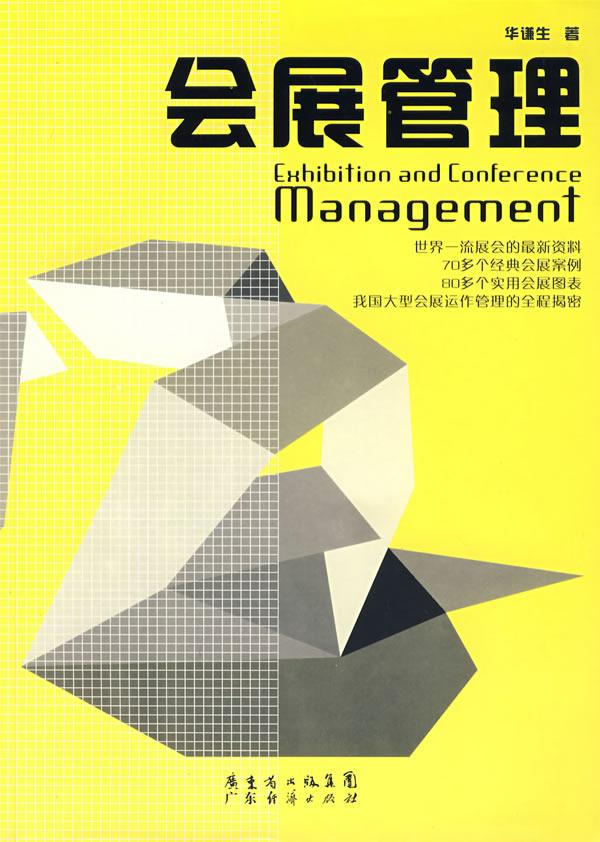 华谦生 著
会展管理
Exhibition and Conference
Management
世界一流展会的最新资料
70多个经典会展案例
80多个实用会展图表
我国大型会展运作管理的全程揭密
廣東省出版集團
广东经济出版社